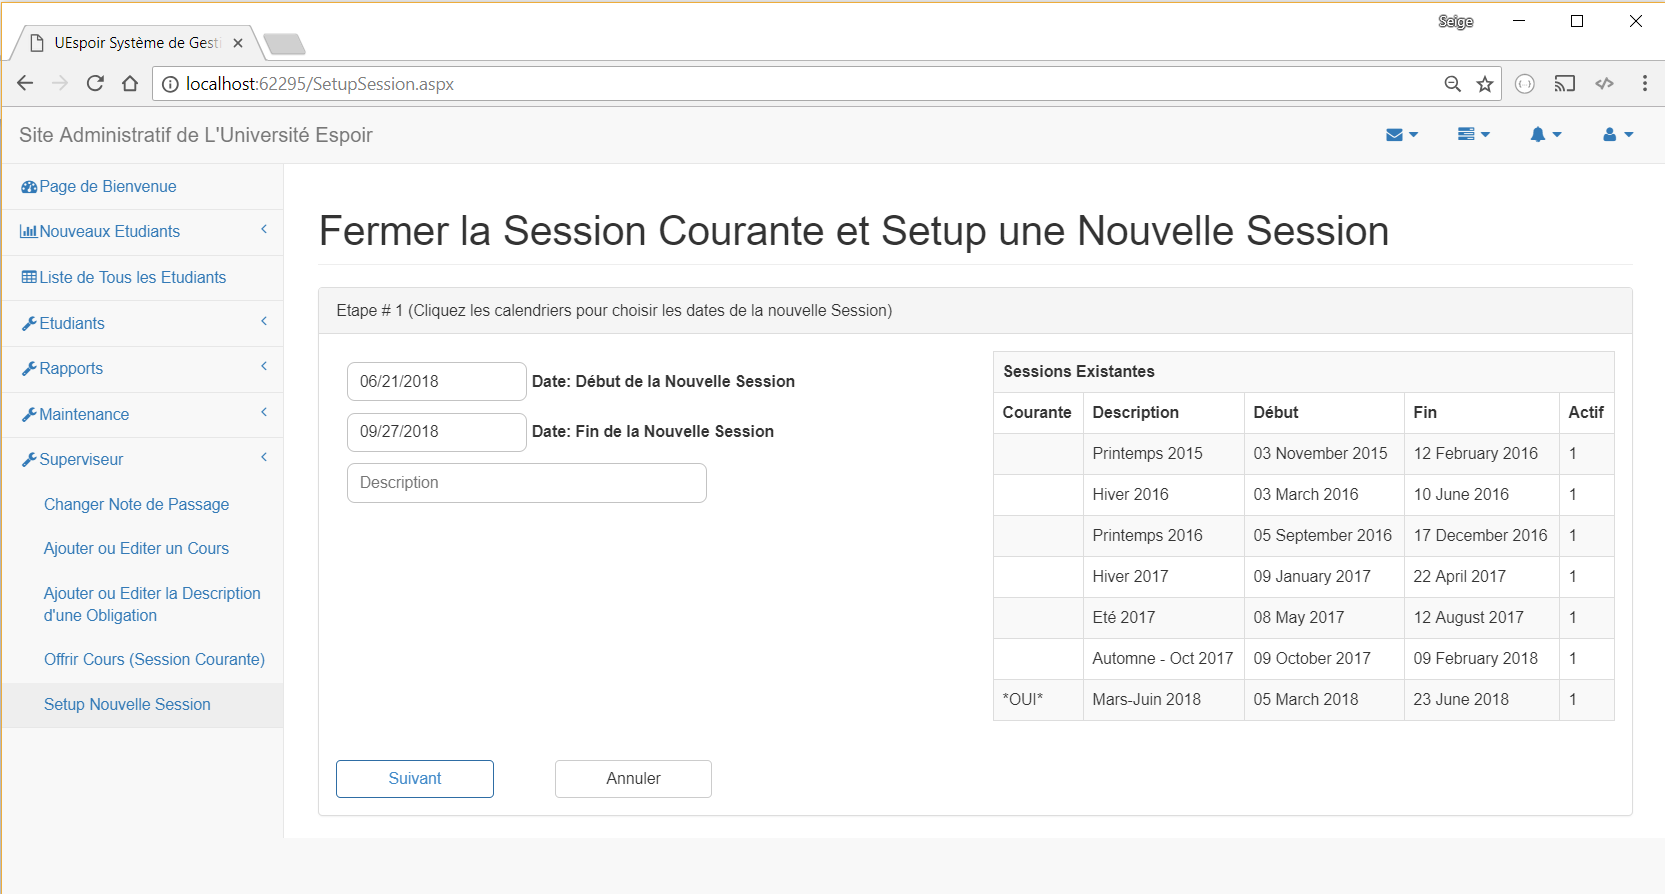 Seige
UEspoir Système de Gesti
localhost:62295/SetupSession.aspx
Site Administratif de L'Université Espoir
Page de Bienvenue
Nouveaux Etudiants
Liste de Tous les Etudiants
Etudiants
Rapports
Maintenance
Superviseur
Changer Note de Passage
Ajouter ou Editer un Cours
Ajouter ou Editer la Description
d'une Obligation
Offrir Cours (Session Courante)
Setup Nouvelle Session
Fermer la Session Courante et Setup une Nouvelle Session
Etape # 1 (Cliquez les calendriers pour choisir les dates de la nouvelle Session)
06/21/2018 Date: Début de la Nouvelle Session
09/27/2018 Date: Fin de la Nouvelle Session
Description
Sessions Existantes
Courante Description Début Fin Actif
Printemps 2015 03 November 2015 12 February 2016 1
Hiver 2016 03 March 2016 10 June 2016 1
Printemps 2016 05 September 2016 17 December 2016 1
Hiver 2017 09 January 2017 22 April 2017 1
Eté 2017 08 May 2017 12 August 2017 1
Automne - Oct 2017 09 October 2017 09 February 2018 1
*OUI* Mars-Juin 2018 05 March 2018 23 June 2018 1
Suivant Annuler